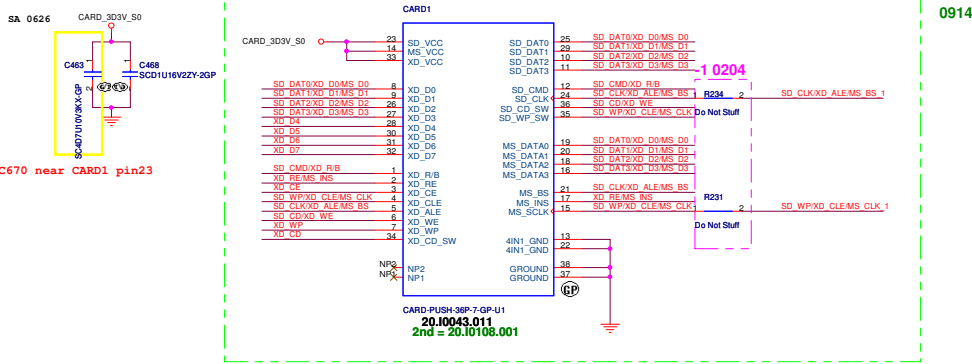 SA 0626
CARD_3D3V_S0
C463
1
2
SC4D7U10V3KX-GP
C468
1
2
SCD1U16V2ZY-2GP
C670 near CARD1 pin23
0914
CARD1
CARD_3D3V_S0
23 SD_VCC
14 MS_VCC
33 XD_VCC
SD_DAT0/XD_D0/MS_D0 8 XD_D0
SD_DAT1/XD_D1/MS_D1 9 XD_D1
SD_DAT2/XD_D2/MS_D2 26 XD_D2
SD_DAT3/XD_D3/MS_D3 27 XD_D3
XD_D4 28 XD_D4
XD_D5 30 XD_D5
XD_D6 31 XD_D6
XD_D7 32 XD_D7
SD_CMD/XD_R/B 1 XD_R/B
XD_RE/MS_INS 2 XD_RE
XD_CE 3 XD_CE
SD_WP/XD_CLE/MS_CLK 4 XD_CLE
SD_CLK/XD_ALE/MS_BS 5 XD_ALE
SD_CD/XD_WE 6 XD_WE
XD_WP 7 XD_WP
XD_CD 34 XD_CD_SW
NP2 NP2
NP1 NP1
SD_DAT0 25 SD_DAT0/XD_D0/MS_D0
SD_DAT1 29 SD_DAT1/XD_D1/MS_D1
SD_DAT2 10 SD_DAT2/XD_D2/MS_D2
SD_DAT3 11 SD_DAT3/XD_D3/MS_D3
-1 0204
SD_CMD 12 SD_CMD/XD_R/B
SD_CLK 24 SD_CLK/XD_ALE/MS_BS 1 R234 2 SD_CLK/XD_ALE/MS_BS_1
SD_CD_SW 36 SD_CD/XD_WE
SD_WP_SW 35 SD_WP/XD_CLE/MS_CLK Do Not Stuff
MS_DATA0 19 SD_DAT0/XD_D0/MS_D0
MS_DATA1 20 SD_DAT1/XD_D1/MS_D1
MS_DATA2 18 SD_DAT2/XD_D2/MS_D2
MS_DATA3 16 SD_DAT3/XD_D3/MS_D3
MS_BS 21 SD_CLK/XD_ALE/MS_BS
MS_INS 17 XD_RE/MS_INS R231
MS_SCLK 15 SD_WP/XD_CLE/MS_CLK 1 2 SD_WP/XD_CLE/MS_CLK_1
Do Not Stuff
4IN1_GND 13
4IN1_GND 22
GROUND 38
GROUND 37
GP
CARD-PUSH-36P-7-GP-U1
20.I0043.011
2nd = 20.I0108.001